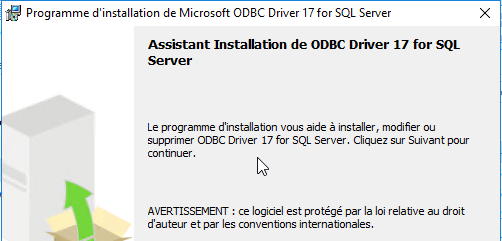 Programme d'installation de Microsoft ODBC Driver 17 for SQL Server
Assistant Installation de ODBC Driver 17 for SQL
Server
Le programme d'installation vous aide à installer, modifier ou
supprimer ODBC Driver 17 for SQL Server. Cliquez sur Suivant pour
continuer.
AVERTISSEMENT : ce logiciel est protégé par la loi relative au droit
d'auteur et par les conventions internationales.